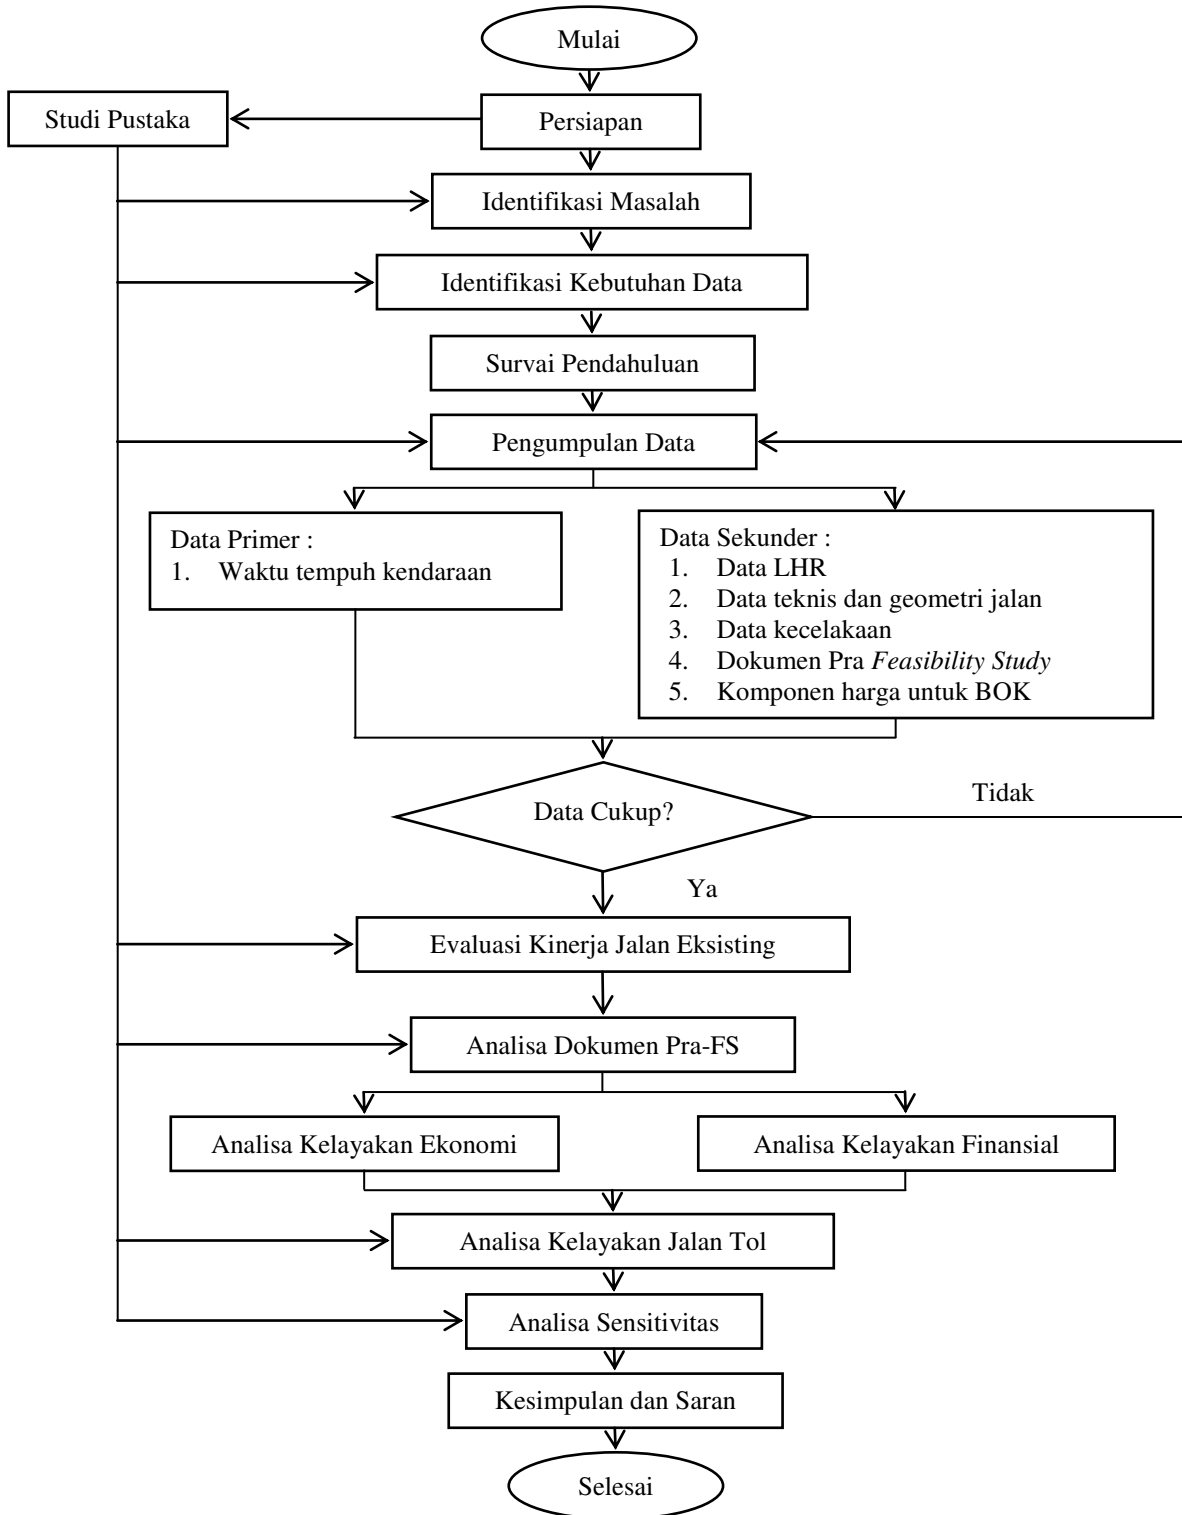 Mulai
Studi Pustaka
Persiapan
Identifikasi Masalah
Identifikasi Kebutuhan Data
Survai Pendahuluan
Pengumpulan Data
Data Primer :
1. Waktu tempuh kendaraan
Data Sekunder :
1. Data LHR
2. Data teknis dan geometri jalan
3. Data kecelakaan
4. Dokumen Pra Feasibility Study
5. Komponen harga untuk BOK
Data Cukup?
Tidak
Ya
Evaluasi Kinerja Jalan Eksisting
Analisa Dokumen Pra-FS
Analisa Kelayakan Ekonomi
Analisa Kelayakan Finansial
Analisa Kelayakan Jalan Tol
Analisa Sensitivitas
Kesimpulan dan Saran
Selesai